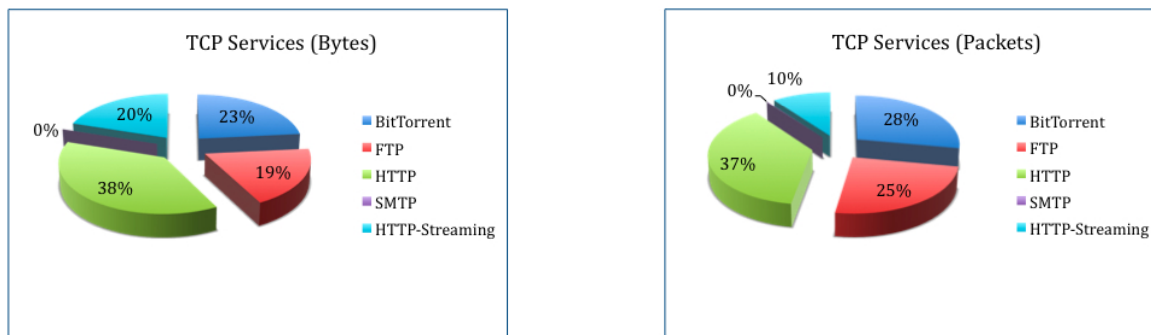 TCP Services (Bytes)
20%
23%
0%
19%
38%
BitTorrent
FTP
HTTP
SMTP
HTTP-Streaming
TCP Services (Packets)
10%
0%
28%
37%
25%
BitTorrent
FTP
HTTP
SMTP
HTTP-Streaming